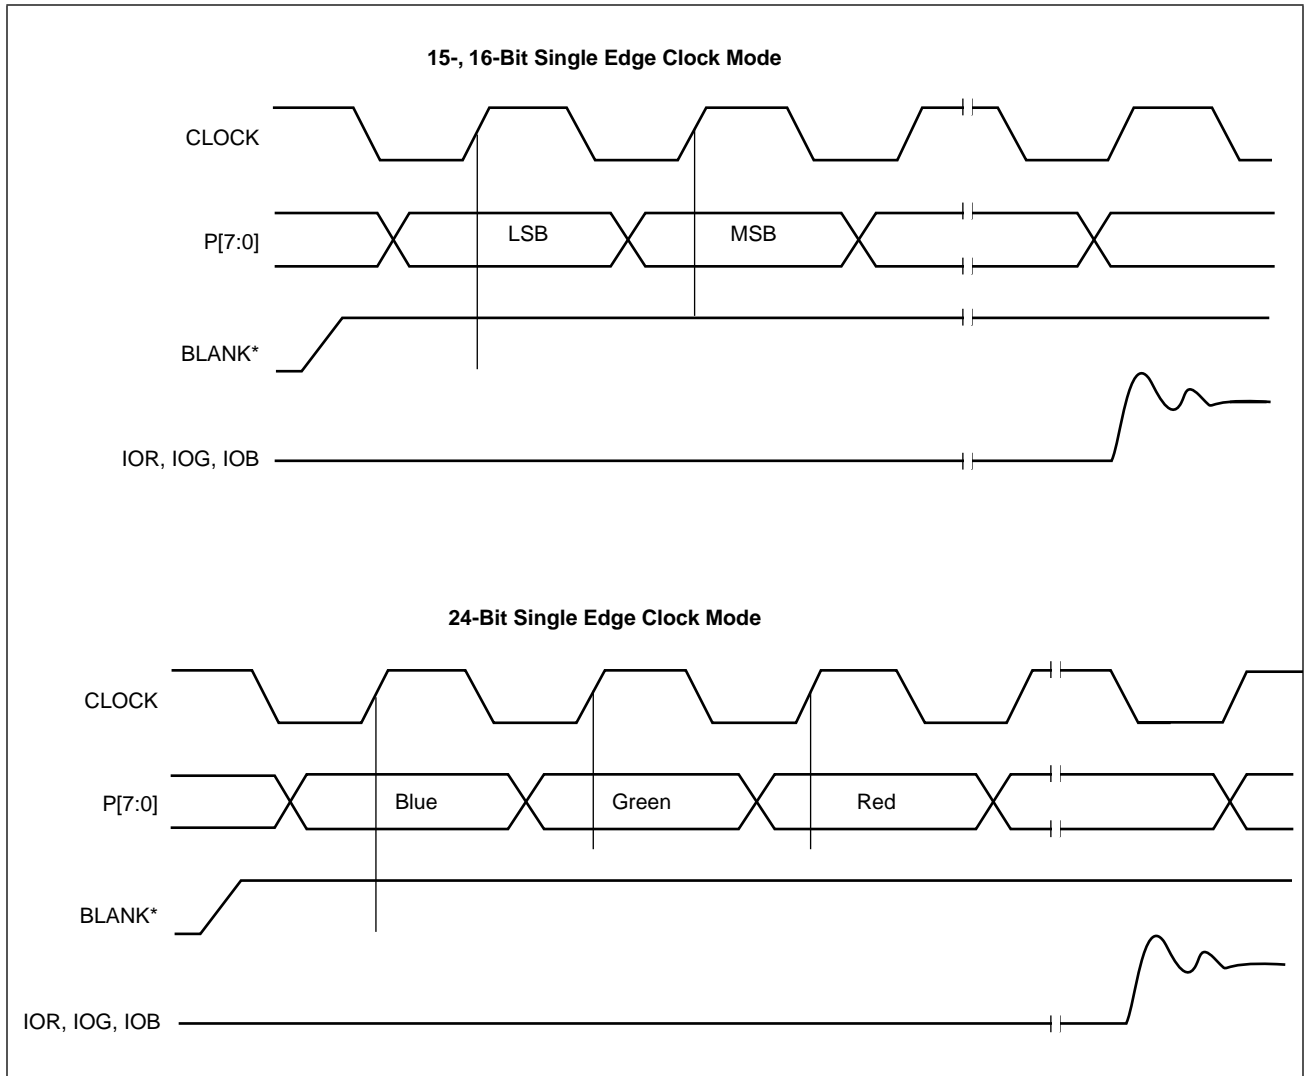 15-, 16-Bit Single Edge Clock Mode
CLOCK
P[7:0]
LSB
MSB
BLANK*
IOR, IOG, IOB
24-Bit Single Edge Clock Mode
CLOCK
P[7:0]
Blue
Green
Red
BLANK*
IOR, IOG, IOB